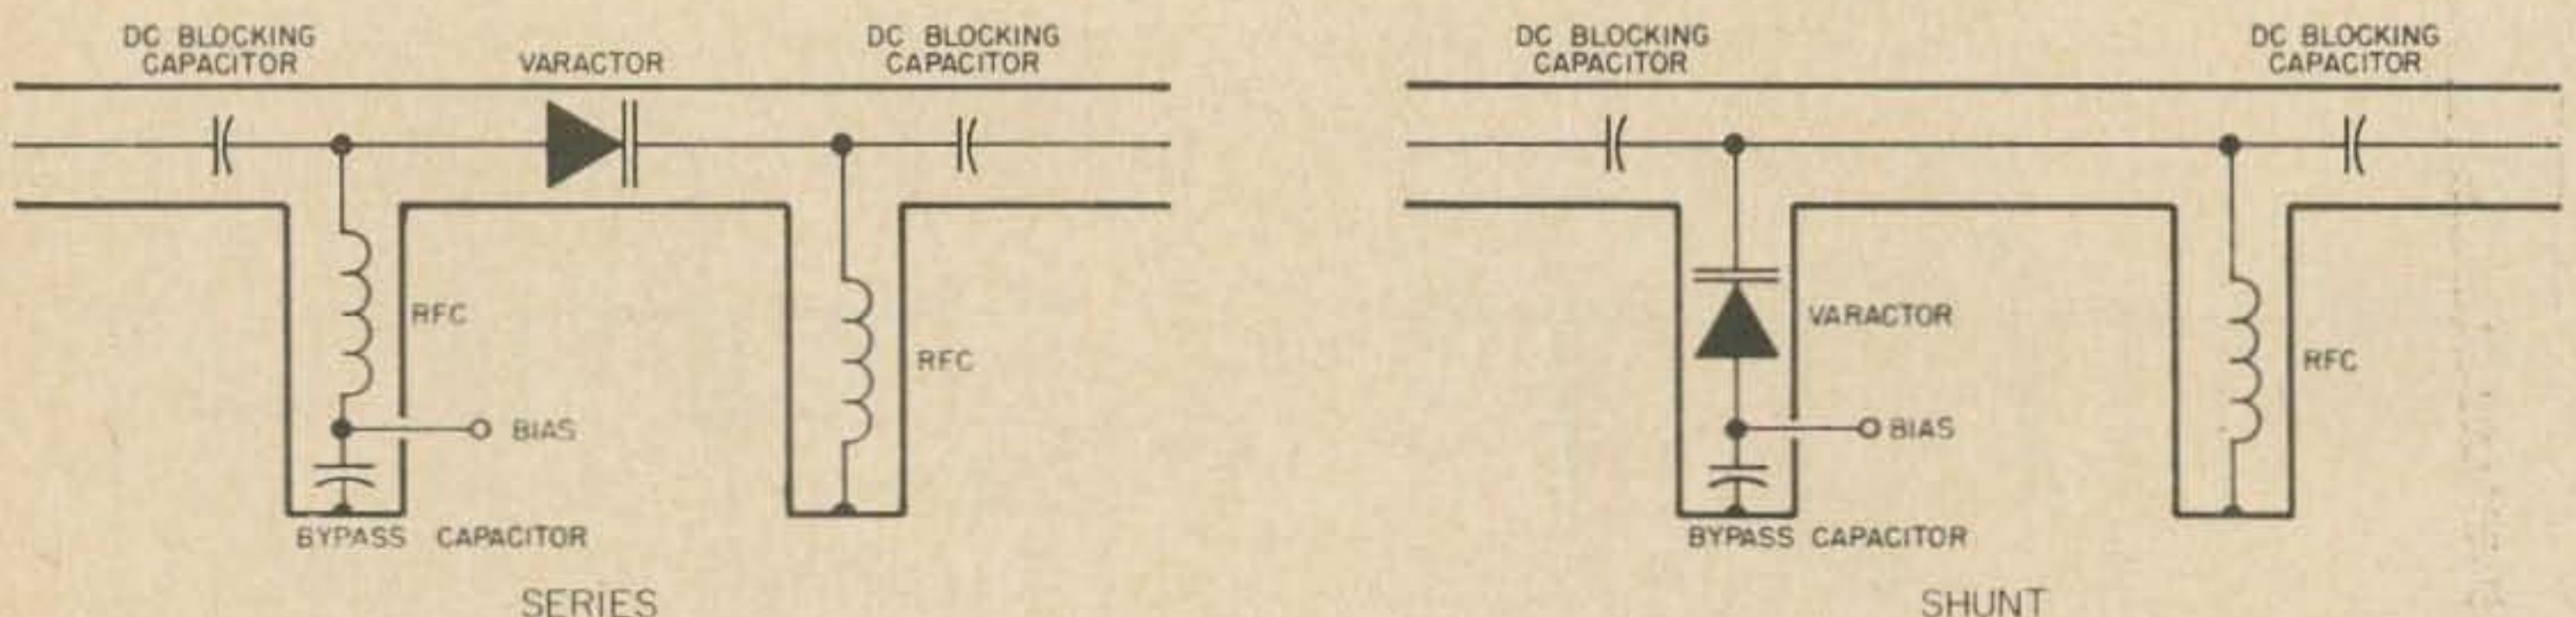 DC BLOCKING
CAPACITOR
VARACTOR
DC BLOCKING
CAPACITOR
RFC
RFC
BIAS
BYPASS CAPACITOR
SERIES
DC BLOCKING
CAPACITOR
DC BLOCKING
CAPACITOR
VARACTOR
RFC
BIAS
BYPASS CAPACITOR
SHUNT